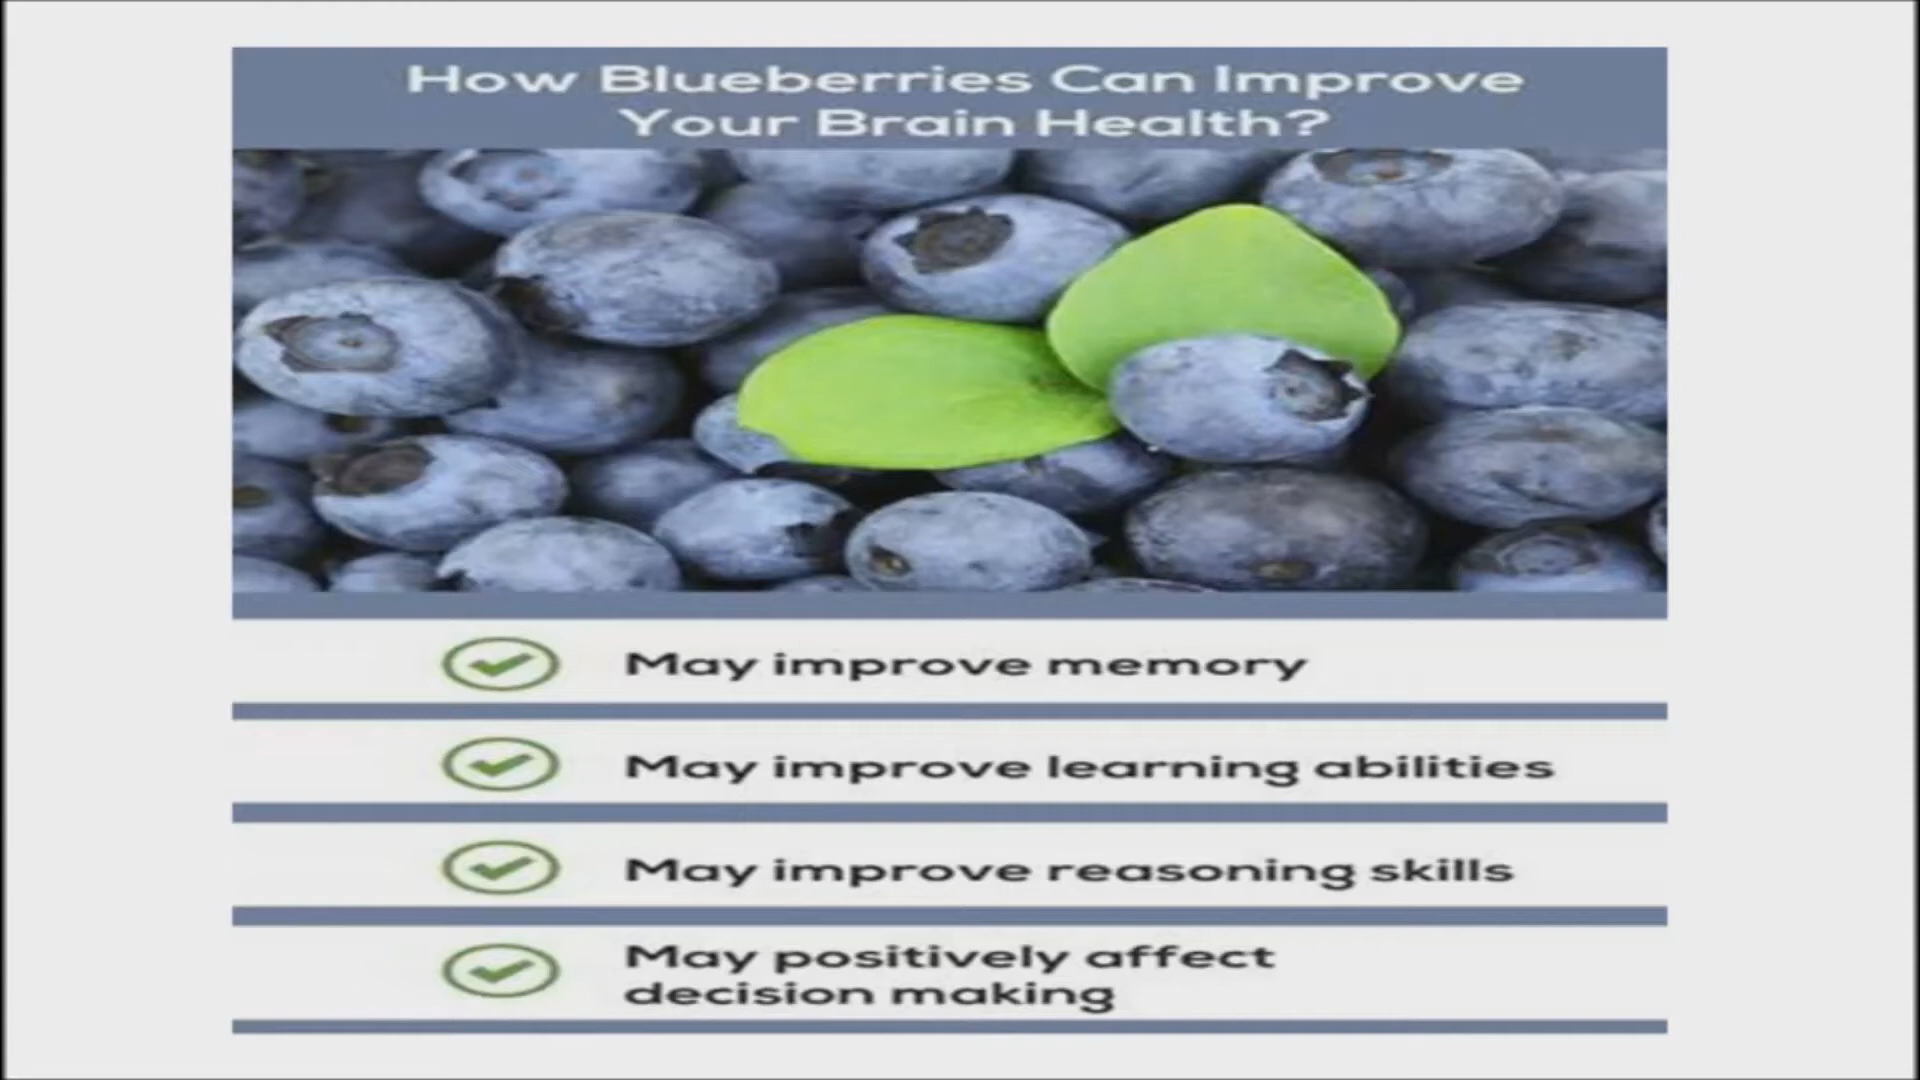 How Blueberries Can Improve
Your Brain Health?
May improve memory
May improve learning abilities
May improve reasoning skills
May positively affect
decision making